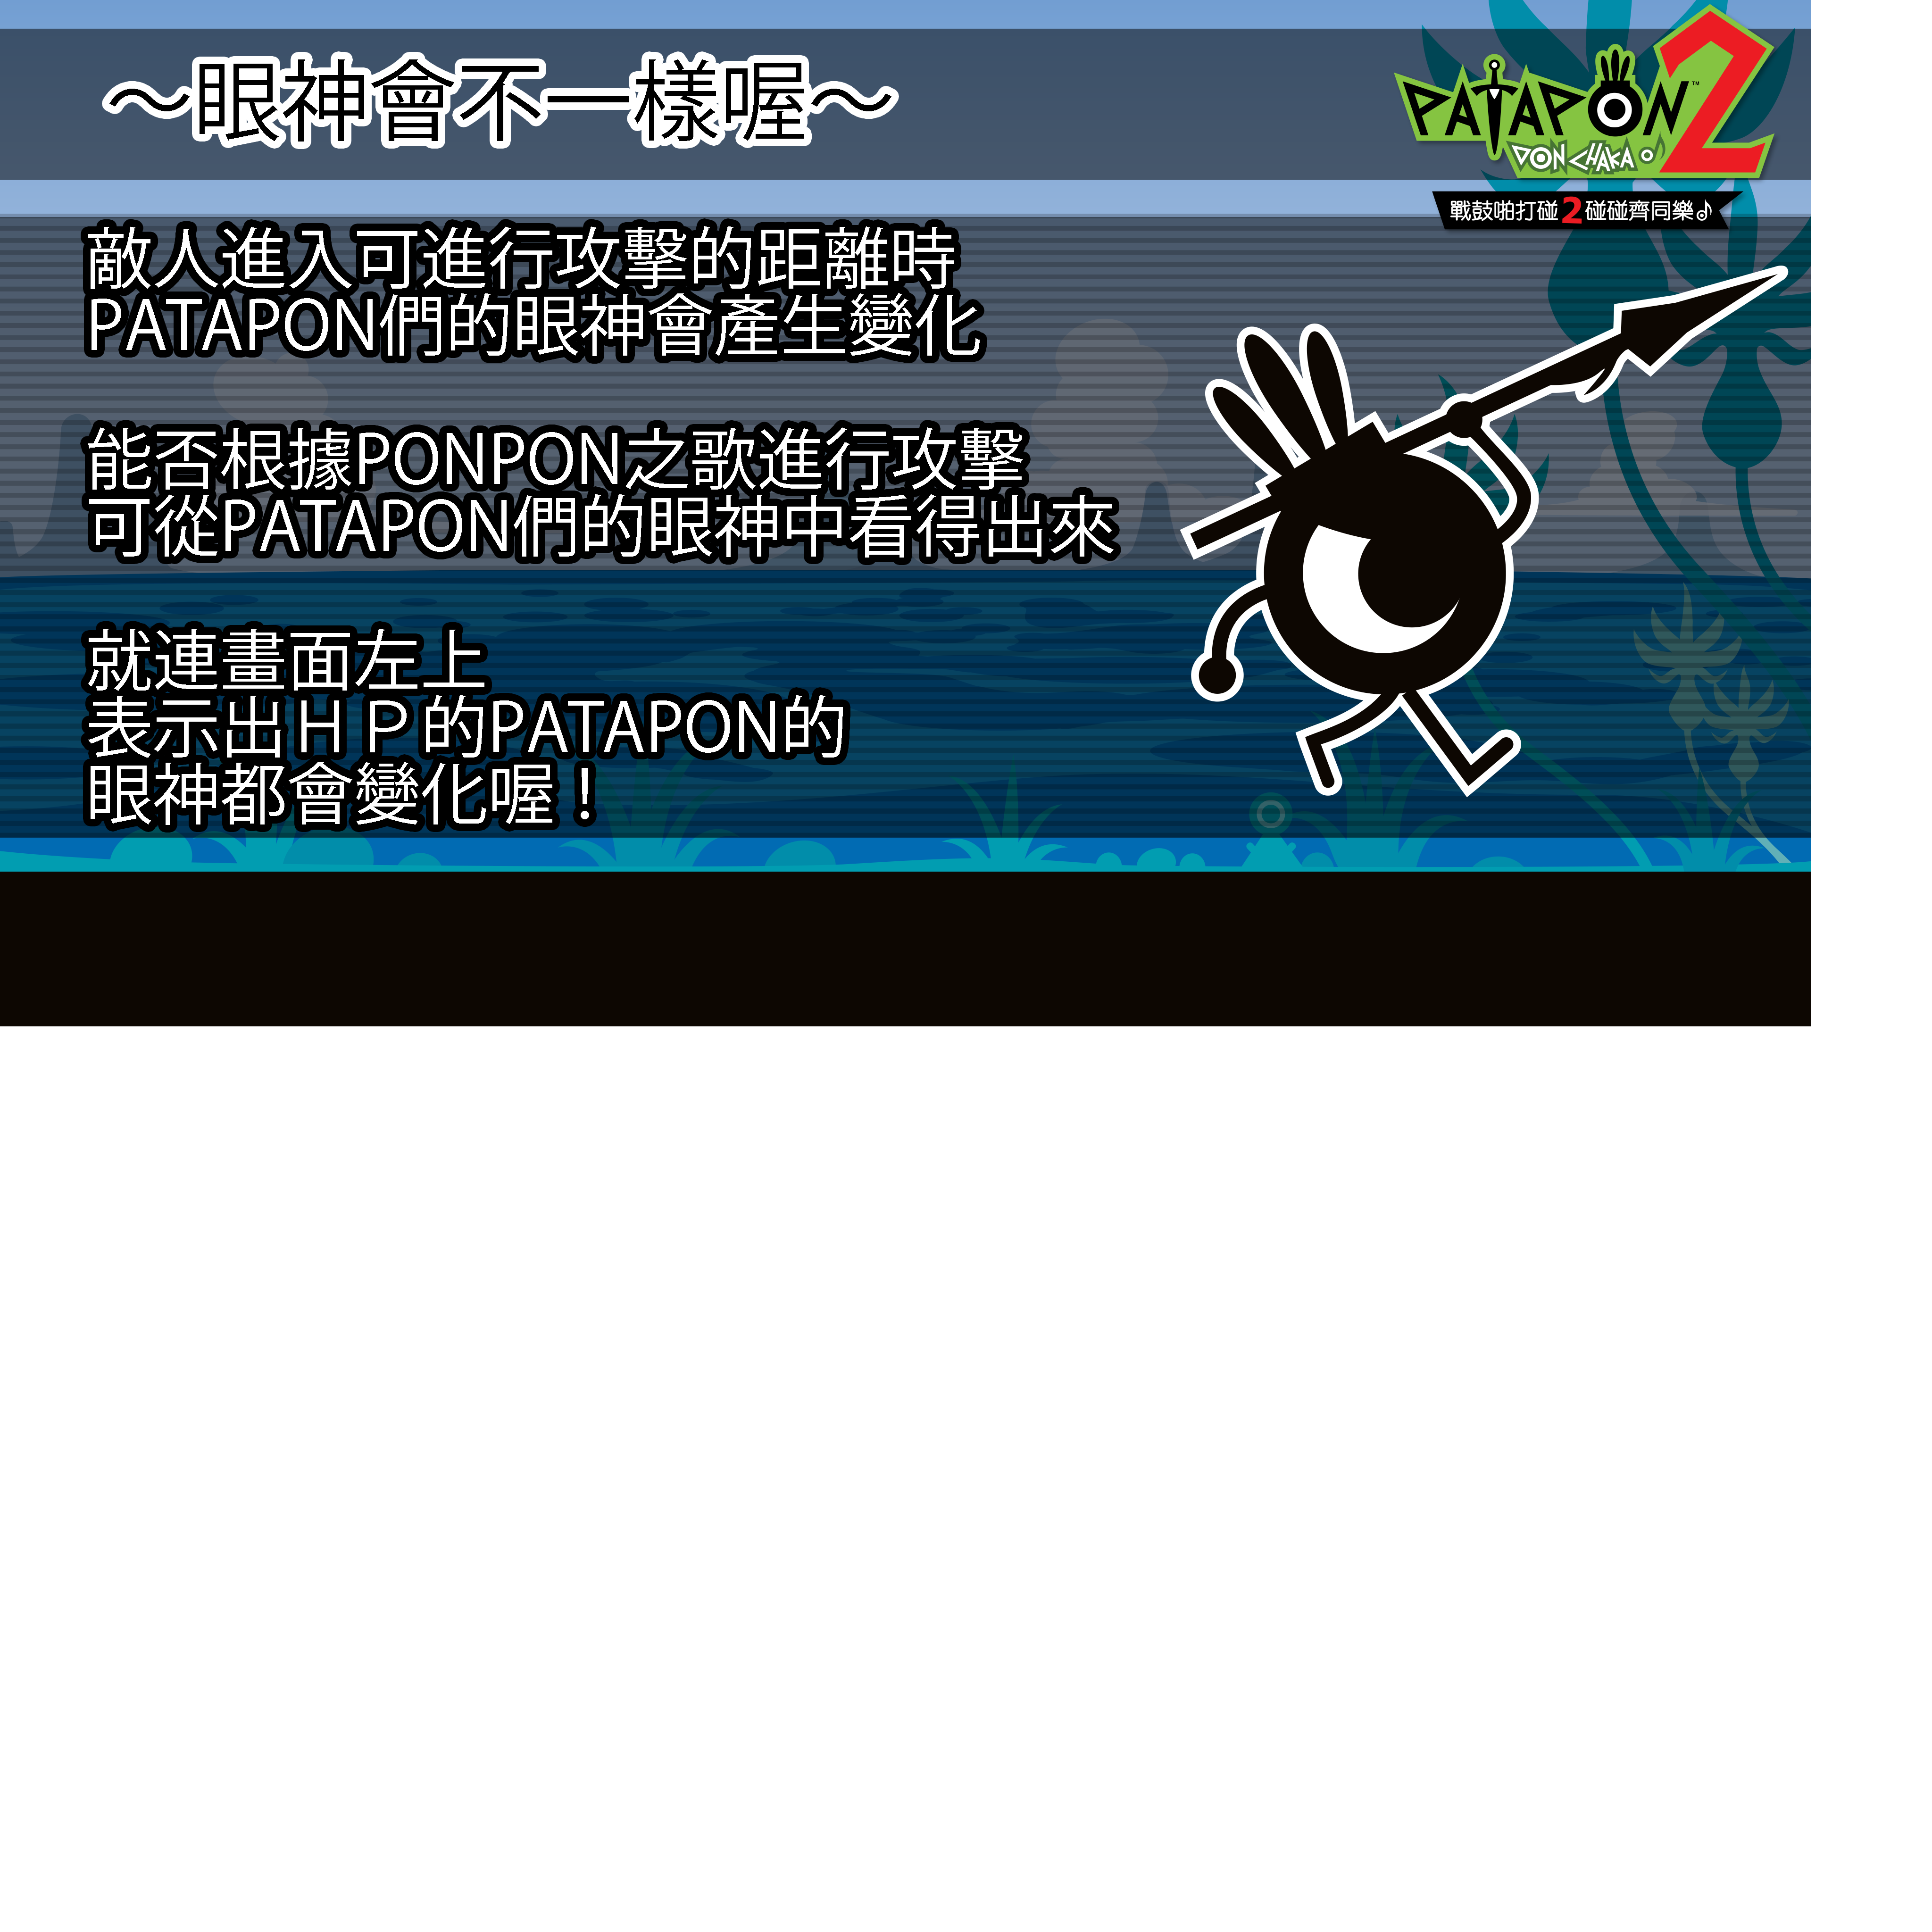 ～眼神會不一樣喔～
PATAPON™2
DON CHAKA♪
戰鼓啪打碰2碰碰齊同樂♪
敵人進入可進行攻擊的距離時
PATAPON們的眼神會產生變化
能否根據PONPON之歌進行攻擊
可從PATAPON們的眼神中看得出來
就連畫面左上
表示出ＨＰ的PATAPON的
眼神都會變化喔！